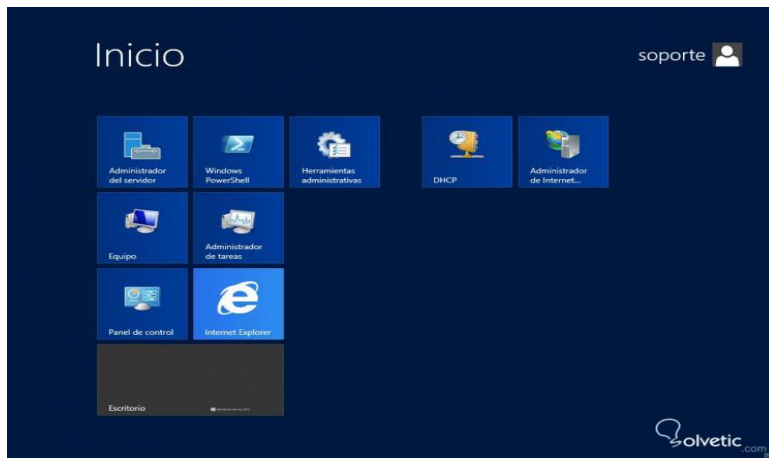 Inicio
soporte
Administrador
del servidor
Windows
PowerShell
Herramientas
administrativas
DHCP
Administrador
de Internet...
Equipo
Administrador
de tareas
Panel de control
Internet Explorer
Escritorio
Solvetic.com